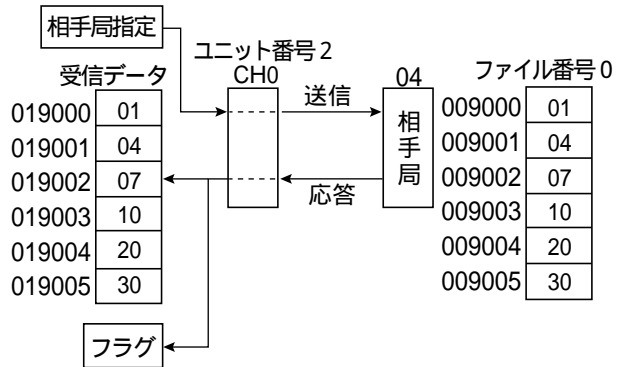 相手局指定
ユニット番号2
CH0
受信データ
019000 01
019001 04
019002 07
019003 10
019004 20
019005 30
送信
応答
04
相手局
ファイル番号0
009000 01
009001 04
009002 07
009003 10
009004 20
009005 30
フラグ